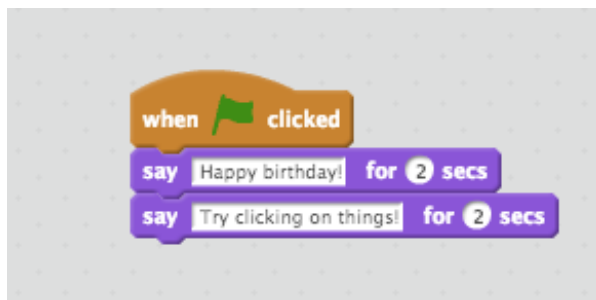 when clicked
say Happy birthday! for 2 secs
say Try clicking on things! for 2 secs